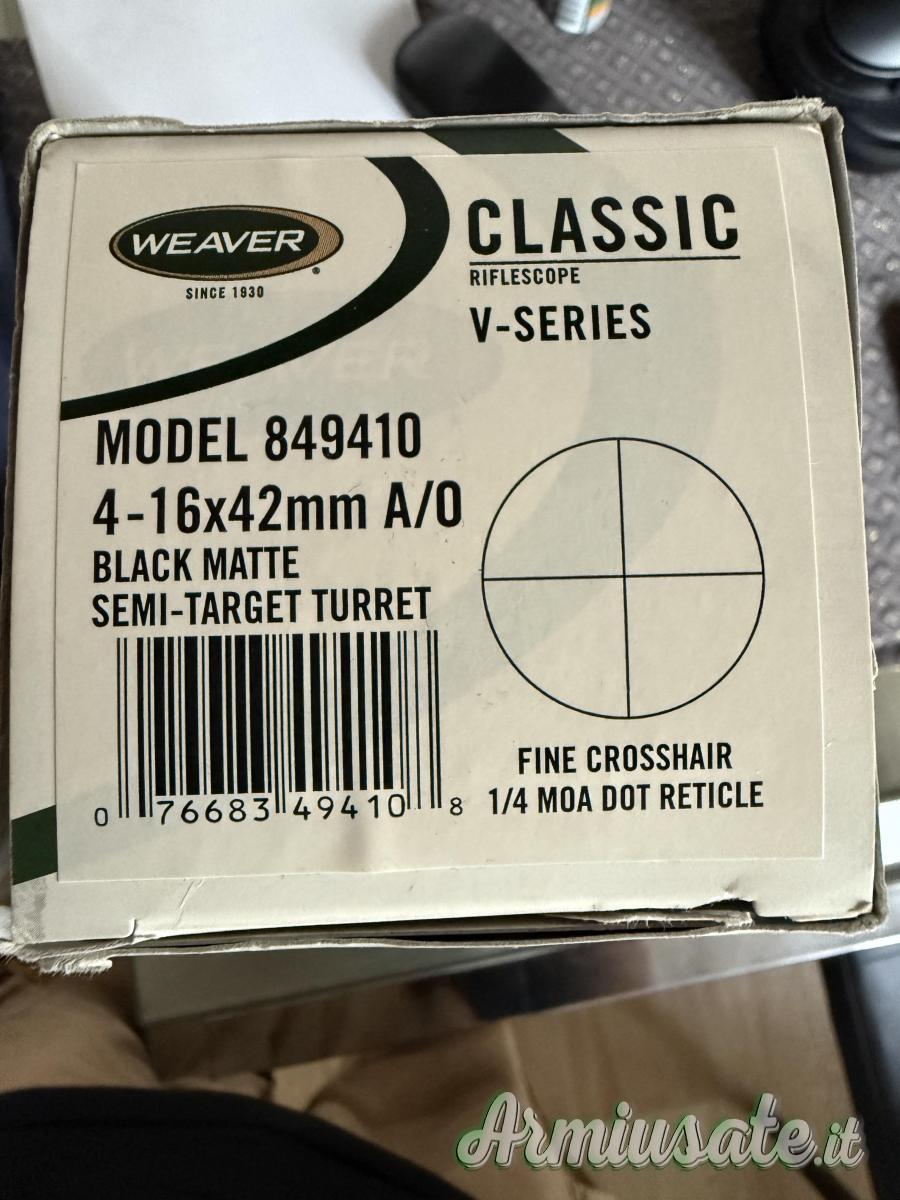 WEAVER
SINCE 1930
CLASSIC
RIFLESCOPE
V-SERIES
MODEL 849410
4-16x42mm A/O
BLACK MATTE
SEMI-TARGET TURRET
0 76683 49410 8
FINE CROSSHAIR
1/4 MOA DOT RETICLE
Armiusate.it